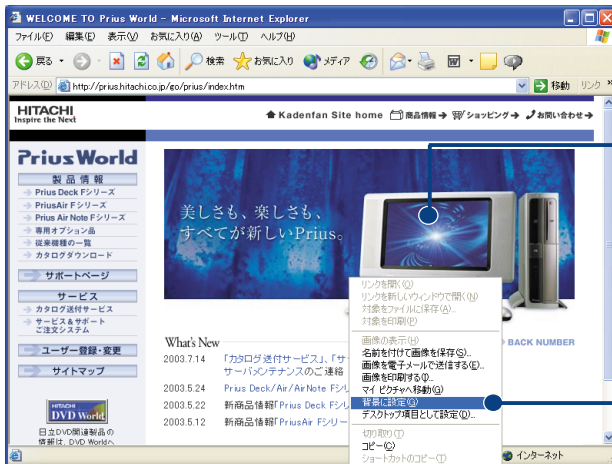 WELCOME TO Prius World - Microsoft Internet Explorer
ファイル(F) 編集(E) 表示(V) お気に入り(A) ツール(T) ヘルプ(H)
戻る 検索 お気に入り メディア
アドレス(D) http://prius.hitachi.co.jp/go/prius/index.htm 移動 リンク »
HITACHI
Inspire the Next
Kadenfan Site home 商品情報 ショッピング お問い合わせ
Prius World
製品情報
Prius Deck Fシリーズ
PriusAir Fシリーズ
Prius Air Note Fシリーズ
専用オプション品
従来機種の一覧
カタログダウンロード
サポートページ
サービス
カタログ送付サービス
サービス&サポート
ご注文システム
ユーザー登録・変更
サイトマップ
HITACHI
DVD World
日立DVD関連製品の
情報は、DVD Worldへ
美しさも、楽しさも、
すべてが新しいPrius。
What's New
BACK NUMBER
2003.7.14 「カタログ送付サービス」、「サー
サーバメンテナンスのご連絡
2003.5.24 Prius Deck/Air/AirNote Fシリ
2003.5.22 新商品情報「Prius Deck Fシリ
2003.5.12 新商品情報「PriusAir Fシリー
リンクを開く(O)
リンクを新しいウィンドウで開く(N)
対象をファイルに保存(A)...
対象を印刷(P)
画像の表示(H)
名前を付けて画像を保存(S)...
画像を電子メールで送信する(E)...
画像を印刷する(I)...
マイ ピクチャへ移動(G)
背景に設定(G)
デスクトップ項目として設定(D)...
切り取り(T)
コピー(C)
ショートカットのコピー(T)
インターネット